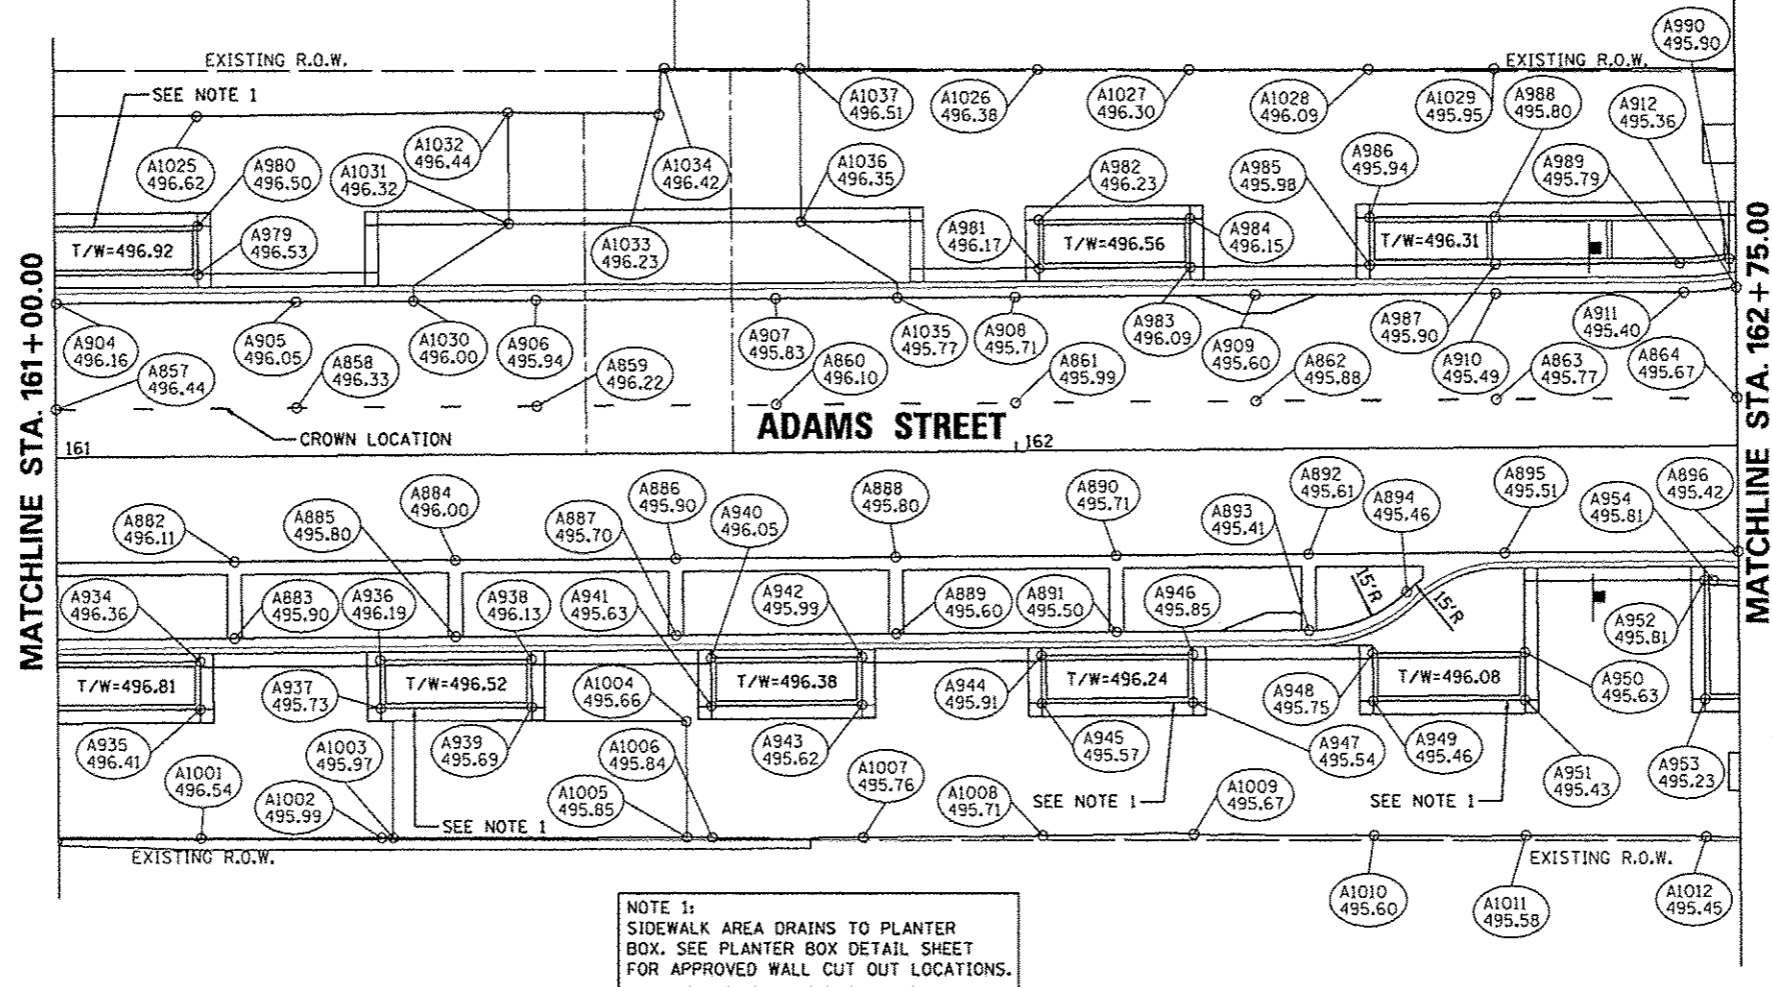 A990
495.90
EXISTING R.O.W.
EXISTING R.O.W.
SEE NOTE 1
A1037
496.51
A1026
496.38
A1027
496.30
A1028
496.09
A1029
495.95
A988
495.80
A912
495.36
A1025
496.62
A980
496.50
A1031
496.32
A1032
496.44
A1034
496.42
A1036
496.35
A982
496.23
A985
495.98
A986
495.94
A989
495.79
T/W=496.92
A979
496.53
A1033
496.23
A981
496.17
T/W=496.56
A984
496.15
T/W=496.31
MATCHLINE STA. 161+00.00
MATCHLINE STA. 162+75.00
A904
496.16
A905
496.05
A1030
496.00
A906
495.94
A907
495.83
A1035
495.77
A908
495.71
A983
496.09
A909
495.60
A987
495.90
A910
495.49
A911
495.40
A857
496.44
A858
496.33
A859
496.22
A860
496.10
A861
495.99
A862
495.88
A863
495.77
A864
495.67
CROWN LOCATION
ADAMS STREET
161
162
A882
496.11
A885
495.80
A884
496.00
A887
495.70
A886
495.90
A940
496.05
A888
495.80
A890
495.71
A893
495.41
A892
495.61
A894
495.46
A895
495.51
A954
495.81
A896
495.42
A934
496.36
A883
495.90
A936
496.19
A938
496.13
A941
495.63
A942
495.99
A889
495.60
A891
495.50
A946
495.85
15'R
15'R
A952
495.81
T/W=496.81
A937
495.73
T/W=496.52
A1004
495.66
T/W=496.38
A944
495.91
T/W=496.24
A948
495.75
T/W=496.08
A950
495.63
A935
496.41
A1001
496.54
A1003
495.97
A1002
495.99
A939
495.69
A1006
495.84
A1005
495.85
A943
495.62
A1007
495.76
A1008
495.71
A945
495.57
A1009
495.67
A947
495.54
A949
495.46
A951
495.43
A953
495.23
SEE NOTE 1
SEE NOTE 1
SEE NOTE 1
EXISTING R.O.W.
EXISTING R.O.W.
A1010
495.60
A1011
495.58
A1012
495.45
NOTE 1:
SIDEWALK AREA DRAINS TO PLANTER
BOX. SEE PLANTER BOX DETAIL SHEET
FOR APPROVED WALL CUT OUT LOCATIONS.